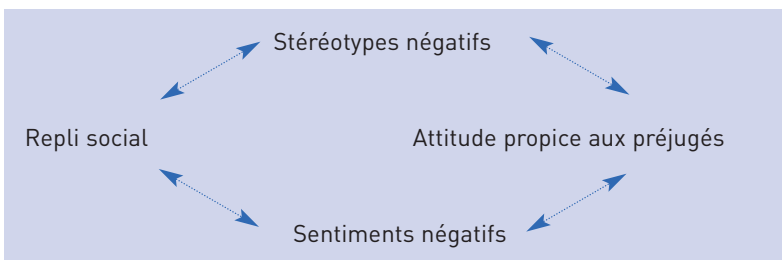 Stéréotypes négatifs
Repli social
Attitude propice aux préjugés
Sentiments négatifs